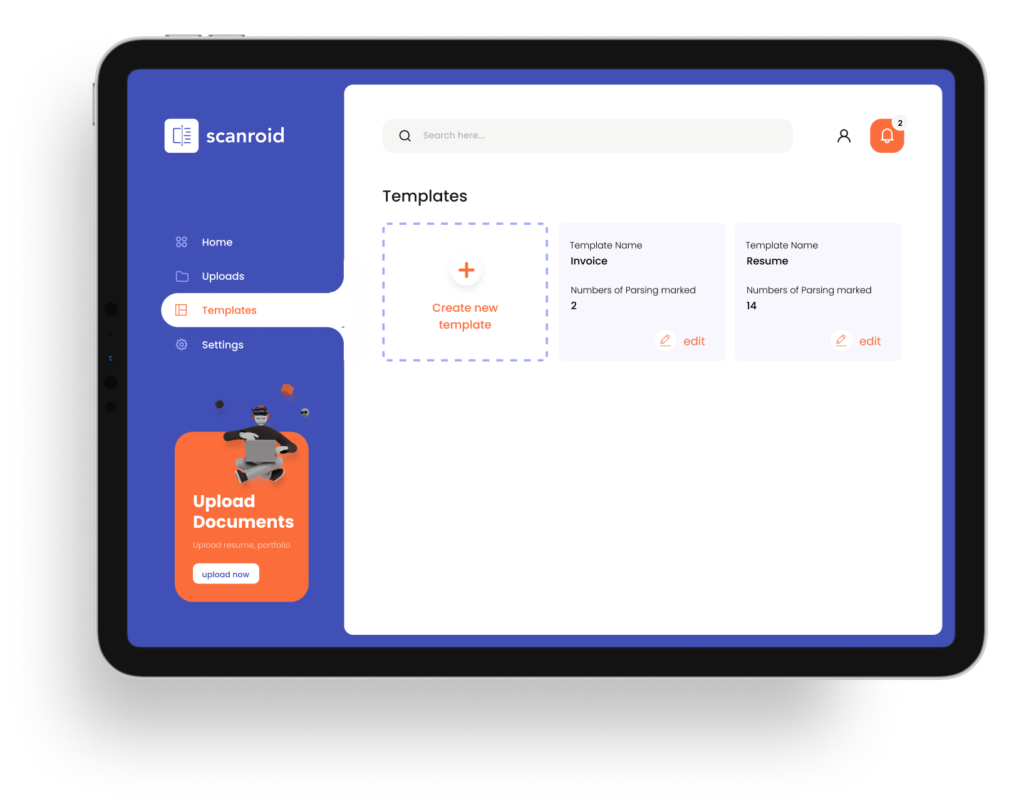 scanroid
Search here...
2
Templates
Home
Uploads
Templates
Settings
Create new
template
Template Name
Invoice
Numbers of Parsing marked
2
edit
Template Name
Resume
Numbers of Parsing marked
14
edit
Upload
Documents
Upload resume, portfolio
upload now